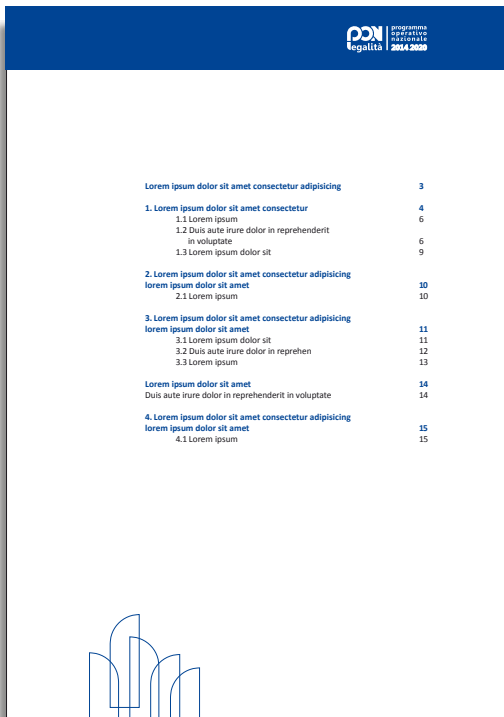 pon
legalità
programma
operativo
nazionale
2014-2020
Lorem ipsum dolor sit amet consectetur adipisicing 3
1. Lorem ipsum dolor sit amet consectetur 4
1.1 Lorem ipsum 6
1.2 Duis aute irure dolor in reprehenderit
in voluptate 6
1.3 Lorem ipsum dolor sit 9
2. Lorem ipsum dolor sit amet consectetur adipisicing
lorem ipsum dolor sit amet 10
2.1 Lorem ipsum 10
3. Lorem ipsum dolor sit amet consectetur adipisicing
lorem ipsum dolor sit amet 11
3.1 Lorem ipsum dolor sit 11
3.2 Duis aute irure dolor in reprehen 12
3.3 Lorem ipsum 13
Lorem ipsum dolor sit amet 14
Duis aute irure dolor in reprehenderit in voluptate 14
4. Lorem ipsum dolor sit amet consectetur adipisicing
lorem ipsum dolor sit amet 15
4.1 Lorem ipsum 15